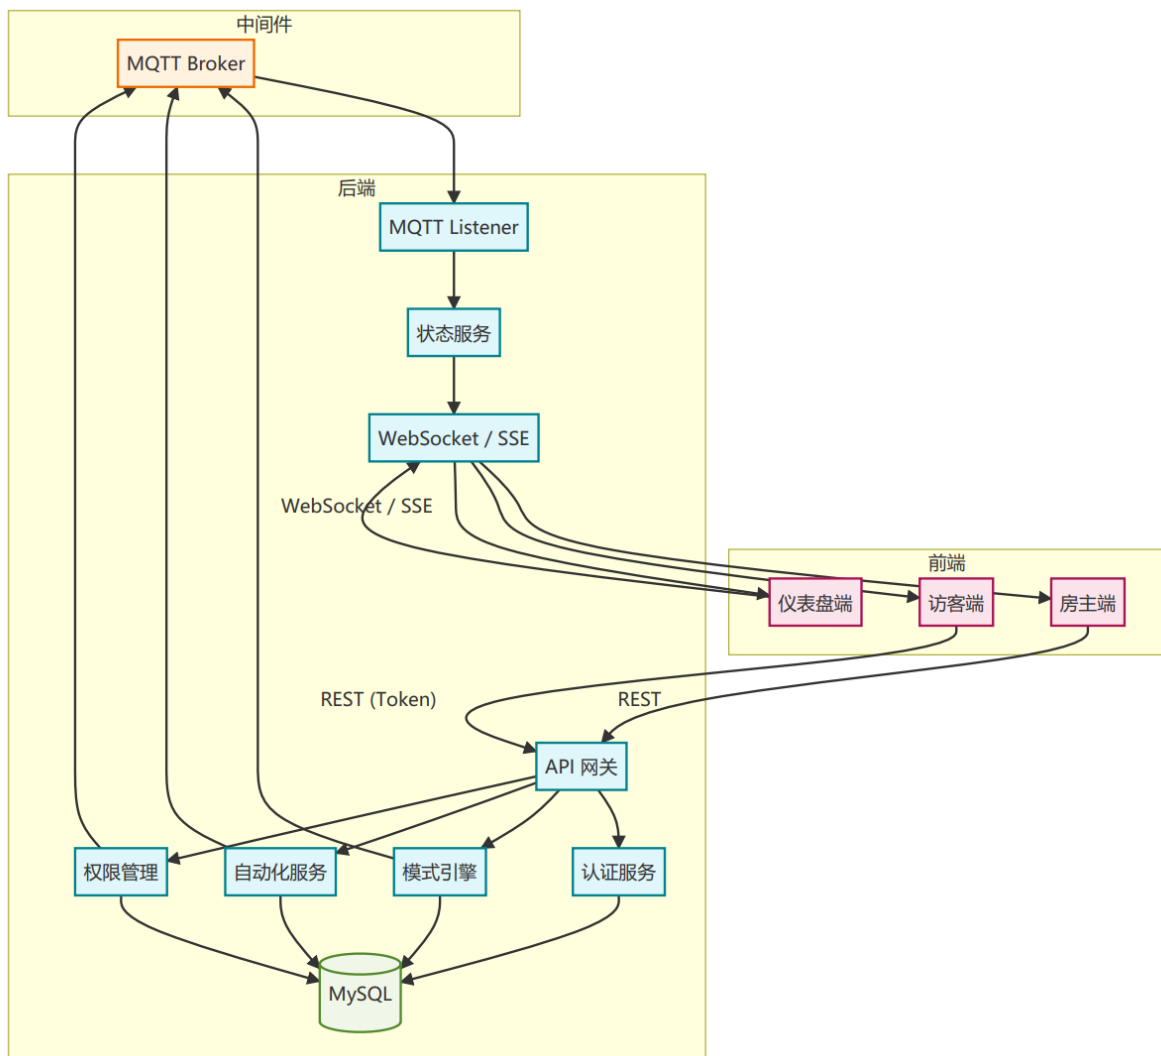 中间件
MQTT Broker
后端
MQTT Listener
状态服务
WebSocket / SSE
WebSocket / SSE
前端
仪表盘端
访客端
房主端
REST (Token)
REST
API 网关
权限管理
自动化服务
模式引擎
认证服务
MySQL